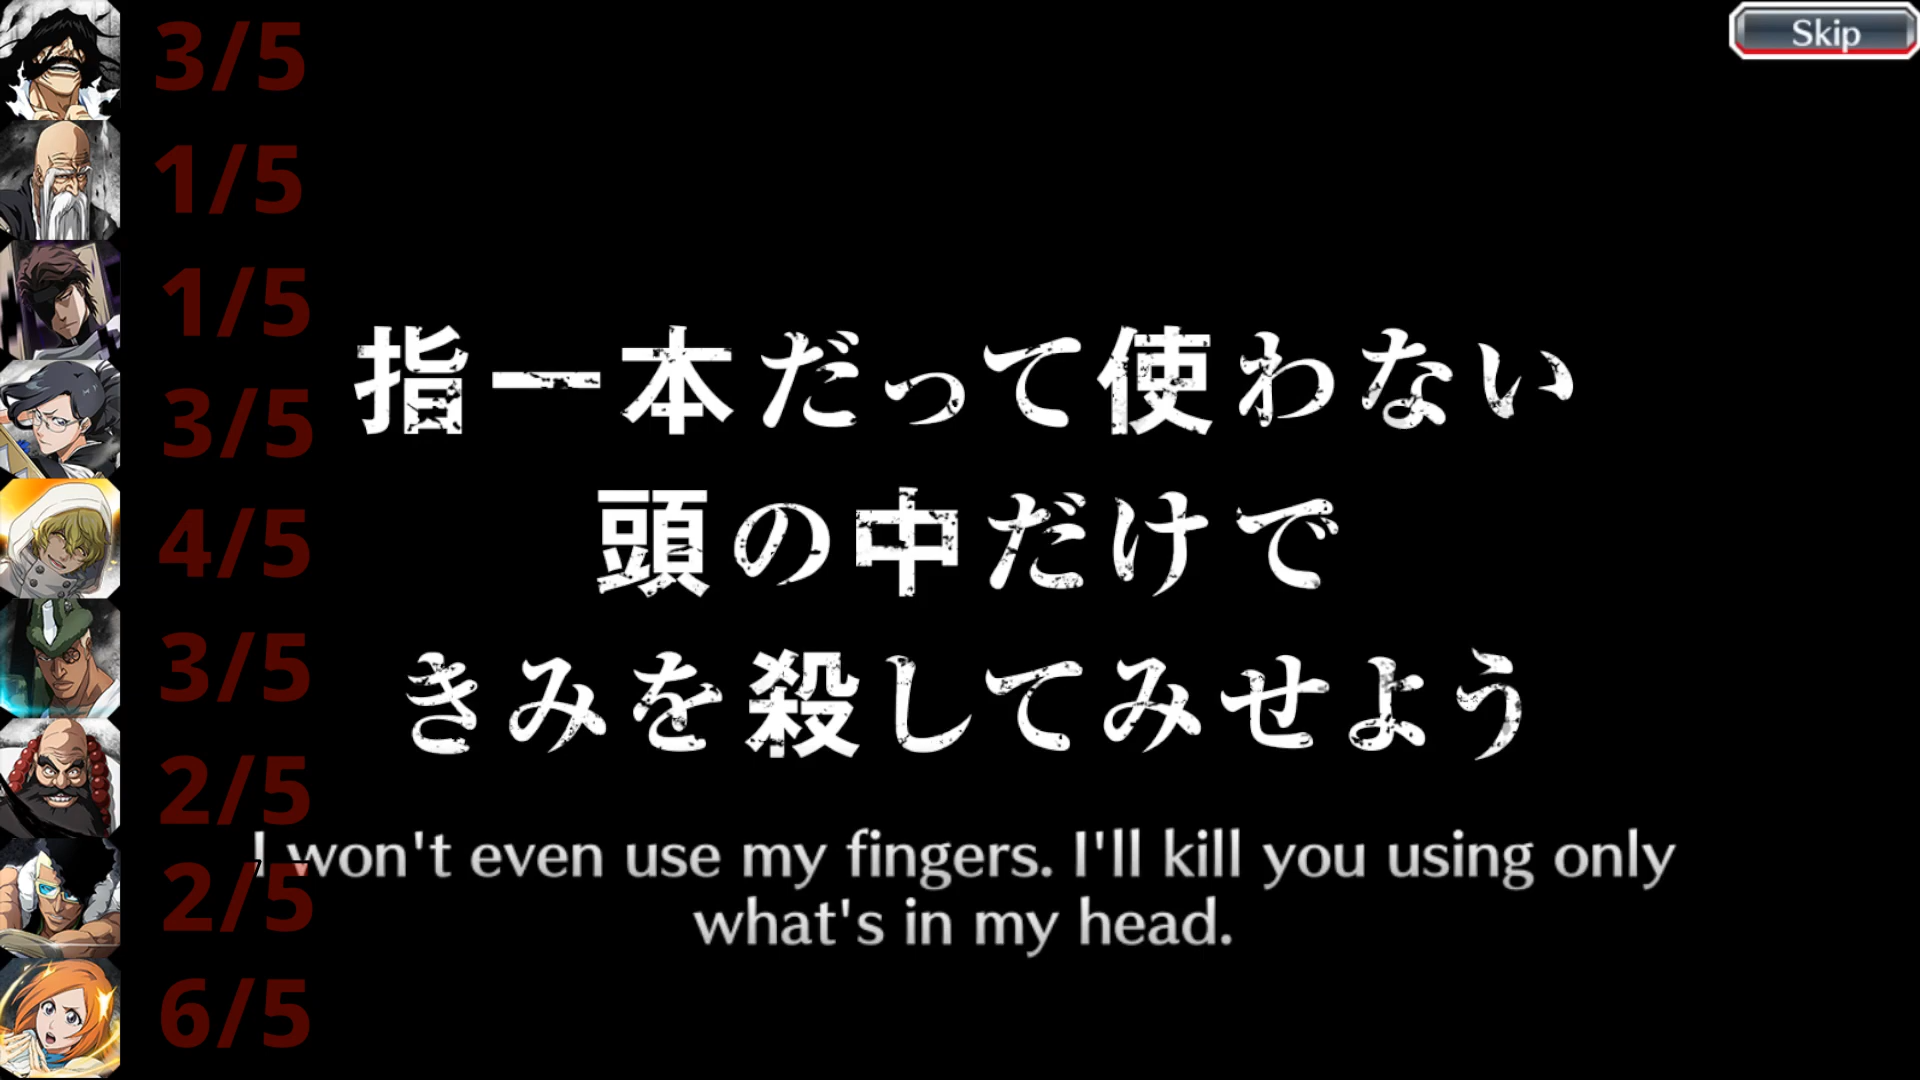 Skip
3/5
1/5
1/5
3/5
4/5
3/5
2/5
2/5
6/5
指一本だって使わない
頭の中だけで
きみを殺してみせよう
I won't even use my fingers. I'll kill you using only
what's in my head.